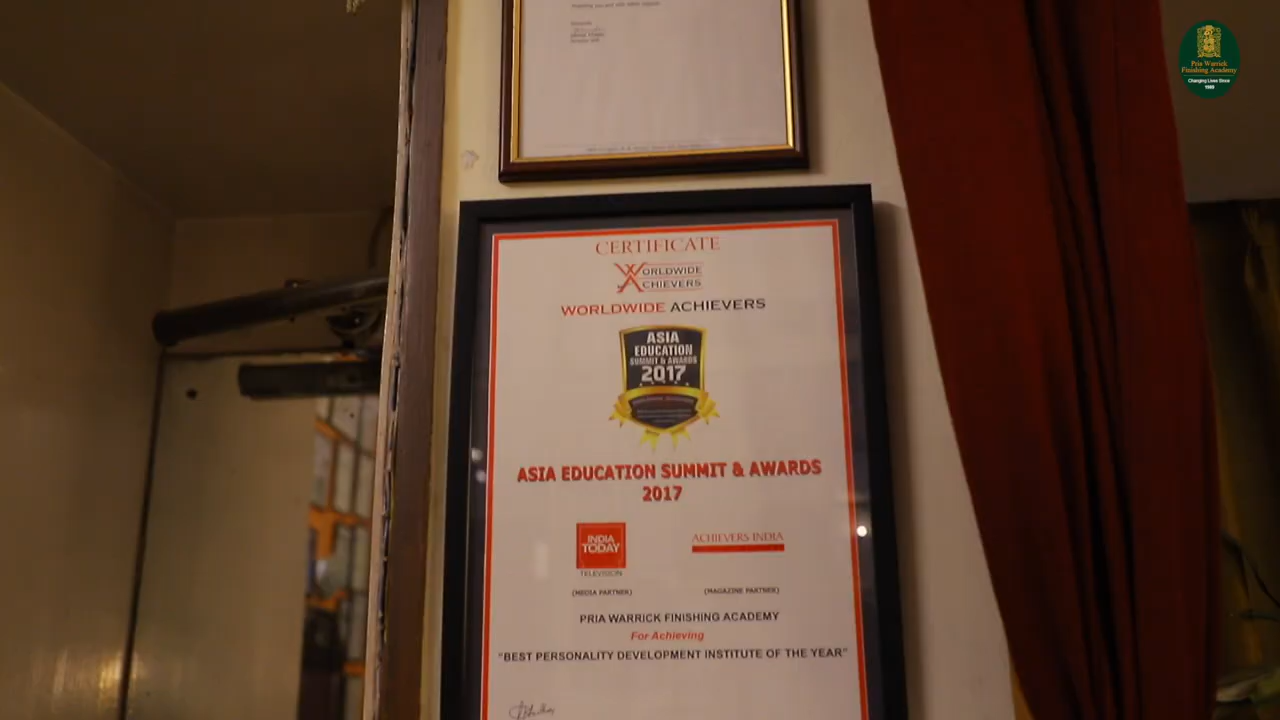 Pria Warrick
Finishing Academy
Changing Lives Since
1989
CERTIFICATE
WORLDWIDE
ACHIEVERS
WORLDWIDE ACHIEVERS
ASIA
EDUCATION
SUMMIT & AWARDS
2017
ASIA EDUCATION SUMMIT & AWARDS
2017
INDIA
TODAY
TELEVISION
ACHIEVERS INDIA
(MEDIA PARTNER)
(MAGAZINE PARTNER)
PRIA WARRICK FINISHING ACADEMY
For Achieving
"BEST PERSONALITY DEVELOPMENT INSTITUTE OF THE YEAR"